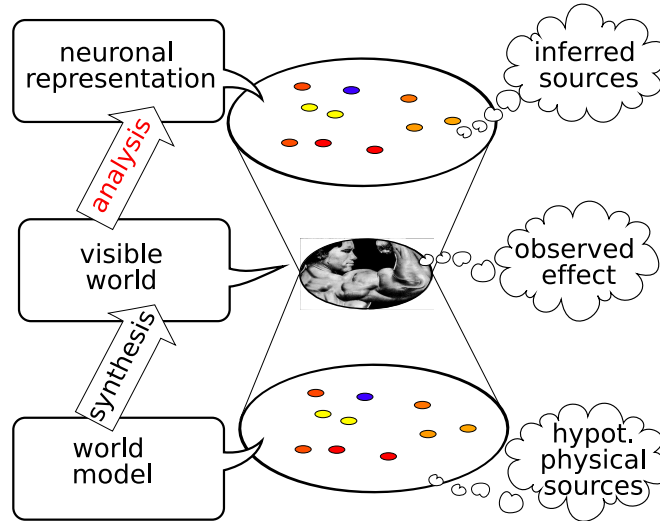 neuronal
representation
inferred
sources
analysis
visible
world
observed
effect
synthesis
world
model
hypot.
physical
sources